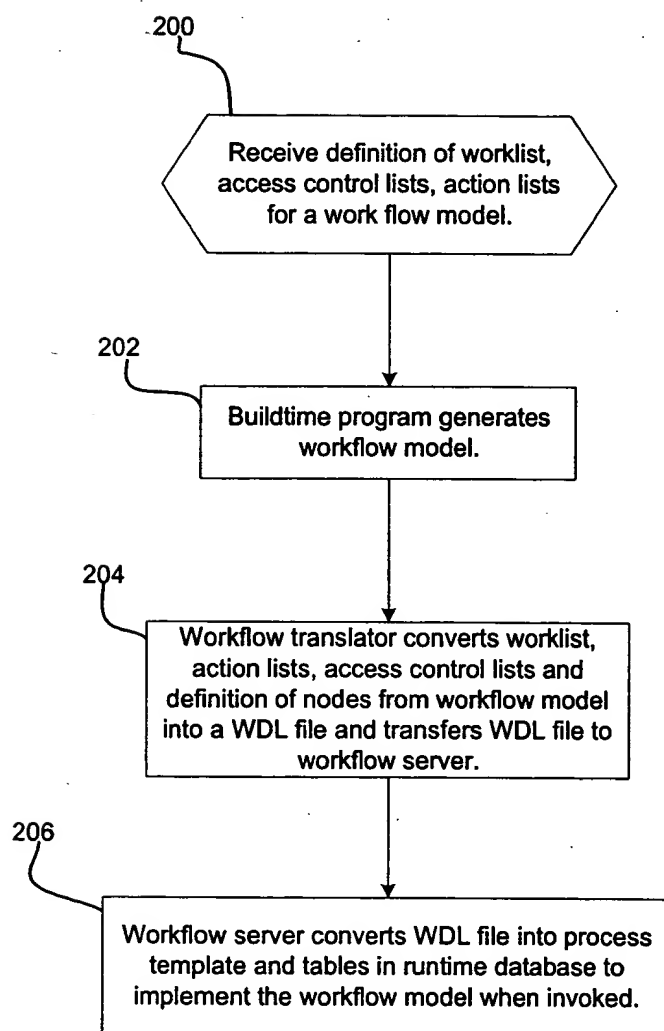 200
Receive definition of worklist,
access control lists, action lists
for a work flow model.
202
Buildtime program generates
workflow model.
204
Workflow translator converts worklist,
action lists, access control lists and
definition of nodes from workflow model
into a WDL file and transfers WDL file to
workflow server.
206
Workflow server converts WDL file into process
template and tables in runtime database to
implement the workflow model when invoked.